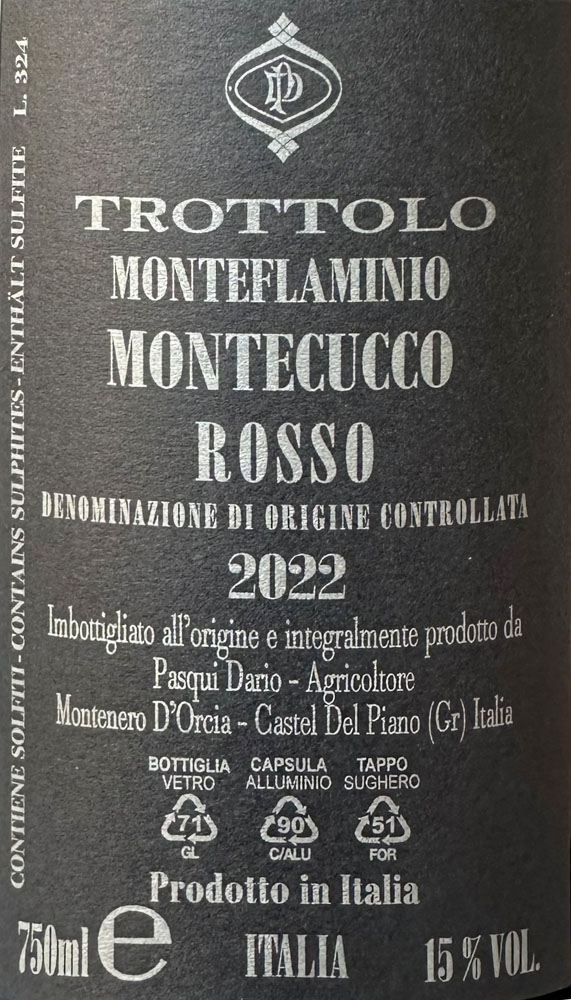 TROTTOLO
MONTEFLAMINIO
MONTECUCCO
ROSSO
DENOMINAZIONE DI ORIGINE CONTROLLATA
2022
Imbottigliato all'origine e integralmente prodotto da
Pasqui Dario - Agricoltore
Montenero D'Orcia - Castel Del Piano (Gr) Italia
BOTTIGLIA CAPSULA TAPPO
VETRO ALLUMINIO SUGHERO
71 90 51
GL C/ALU FOR
Prodotto in Italia
750ml e ITALIA 15 % VOL.
CONTIENE SOLFITI - CONTAINS SULPHITES - ENTHÄLT SULFITE L. 324